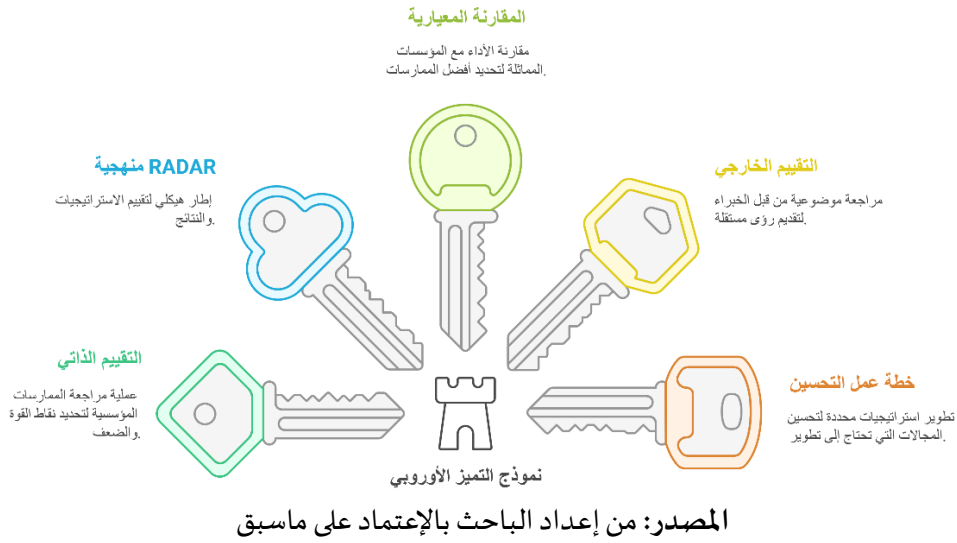 المقارنة المعيارية
مقارنة الأداء مع المؤسسات
المماثلة لتحديد أفضل الممارسات.
منهجية RADAR
إطار هيكلي لتقييم الاستراتيجيات
والنتائج.
التقييم الخارجي
مراجعة موضوعية من قبل الخبراء
لتقديم رؤى مستقلة.
التقييم الذاتي
عملية مراجعة الممارسات
المؤسسية لتحديد نقاط القوة
والضعف.
خطة عمل التحسين
تطوير استراتيجيات محددة لتحسين
المجالات التي تحتاج إلى تطوير.
نموذج التميز الأوروبي
المصدر: من إعداد الباحث بالإعتماد على ماسبق